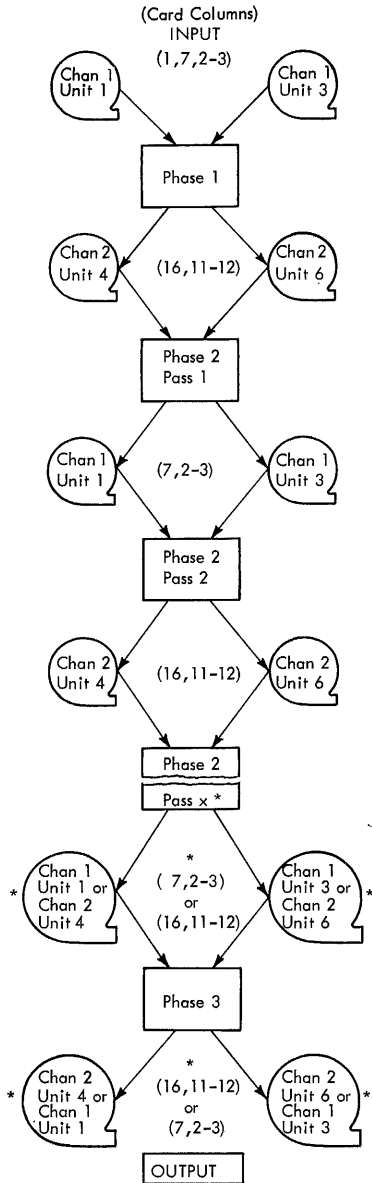 (Card Columns)
INPUT
(1,7,2-3)
Chan 1
Unit 1
Chan 1
Unit 3
Phase 1
Chan 2
Unit 4
(16,11-12)
Chan 2
Unit 6
Phase 2
Pass 1
Chan 1
Unit 1
(7,2-3)
Chan 1
Unit 3
Phase 2
Pass 2
Chan 2
Unit 4
(16,11-12)
Chan 2
Unit 6
Phase 2
Pass x *
* Chan 1
Unit 1 or
Chan 2
Unit 4
*
( 7,2-3)
or
(16,11-12)
Chan 1
Unit 3 or *
Chan 2
Unit 6
Phase 3
* Chan 2
Unit 4 or
Chan 1
Unit 1
*
(16,11-12)
or
(7,2-3)
Chan 2
Unit 6 or *
Chan 1
Unit 3
OUTPUT